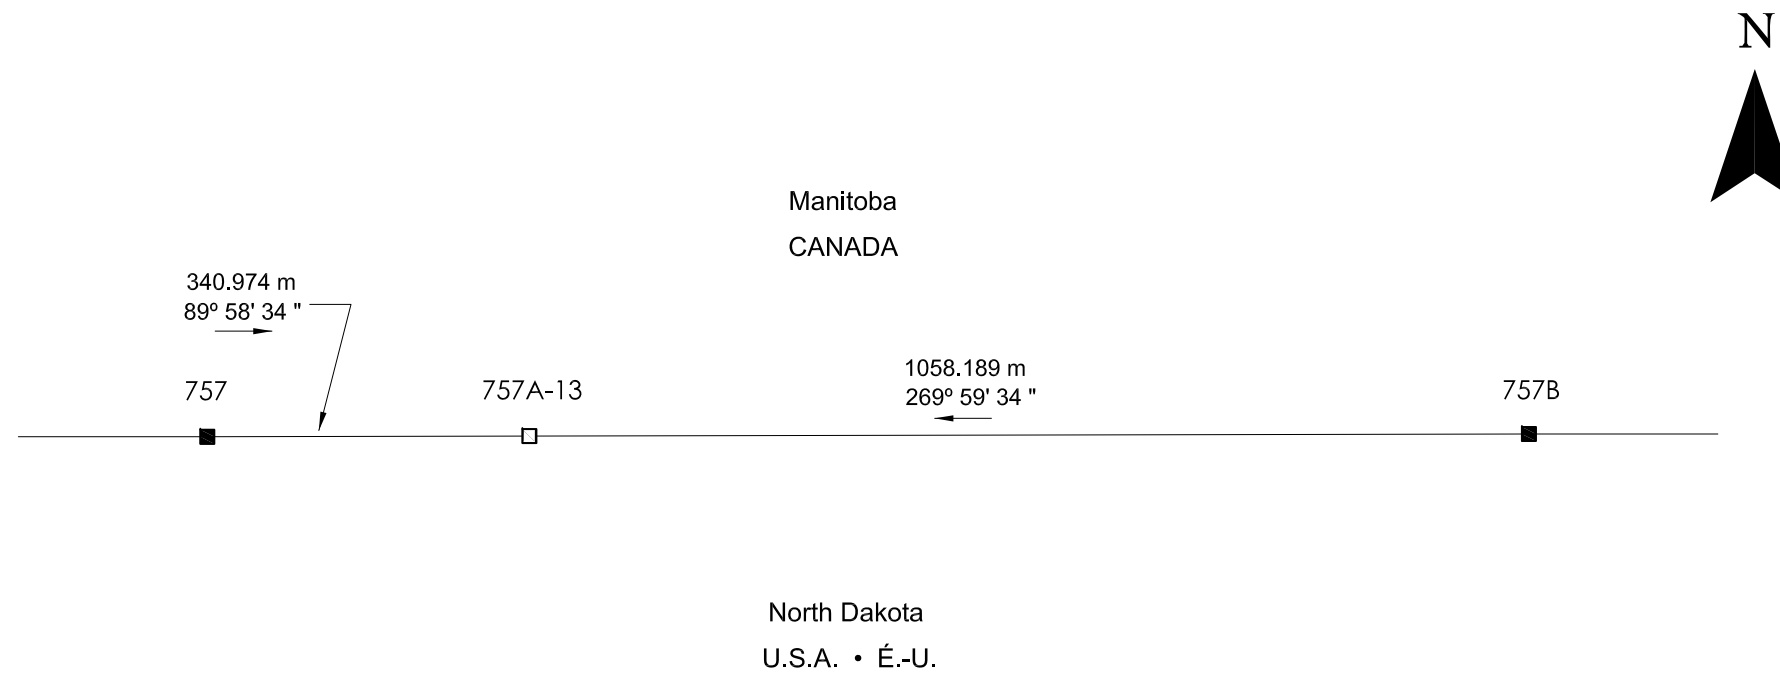 N
Manitoba
CANADA
340.974 m
89º 58' 34 "
1058.189 m
269º 59' 34 "
757
757A-13
757B
North Dakota
U.S.A. • É.-U.